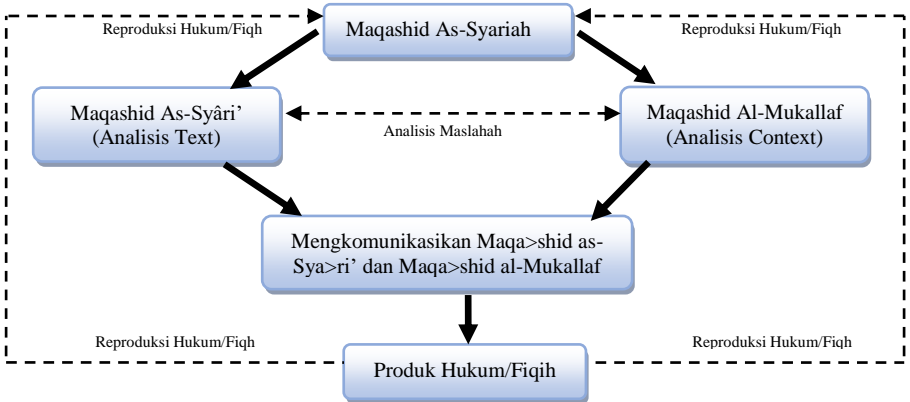 Reproduksi Hukum/Fiqh
Maqashid As-Syariah
Reproduksi Hukum/Fiqh
Maqashid As-Syâri’
(Analisis Text)
Analisis Maslahah
Maqashid Al-Mukallaf
(Analisis Context)
Mengkomunikasikan Maqa>shid as-
Sya>ri’ dan Maqa>shid al-Mukallaf
Reproduksi Hukum/Fiqh
Reproduksi Hukum/Fiqh
Produk Hukum/Fiqih